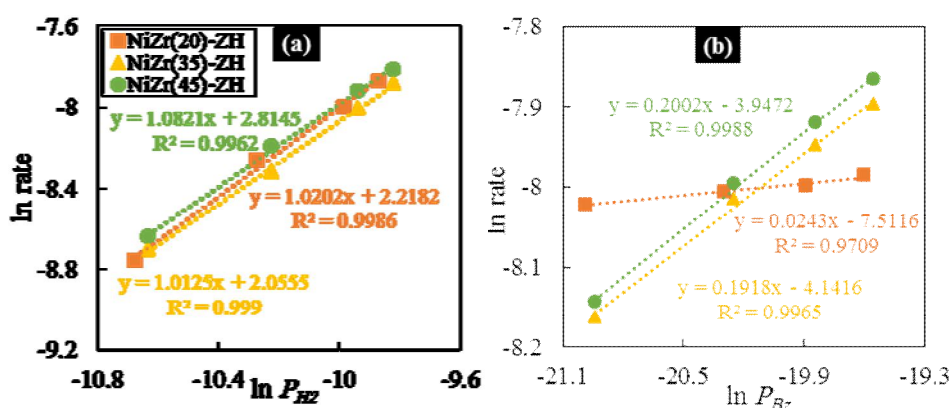 (a)
NiZr(20)-ZH
NiZr(35)-ZH
NiZr(45)-ZH
y = 1.0821x + 2.8145
R² = 0.9962
y = 1.0202x + 2.2182
R² = 0.9986
y = 1.0125x + 2.0555
R² = 0.999
ln rate
-7.6
-8
-8.4
-8.8
-9.2
-10.8
-10.4
-10
-9.6
ln P_H2
(b)
y = 0.2002x - 3.9472
R² = 0.9988
y = 0.0243x - 7.5116
R² = 0.9709
y = 0.1918x - 4.1416
R² = 0.9965
ln rate
-7.8
-7.9
-8
-8.1
-8.2
-21.1
-20.5
-19.9
-19.3
ln P_Bz